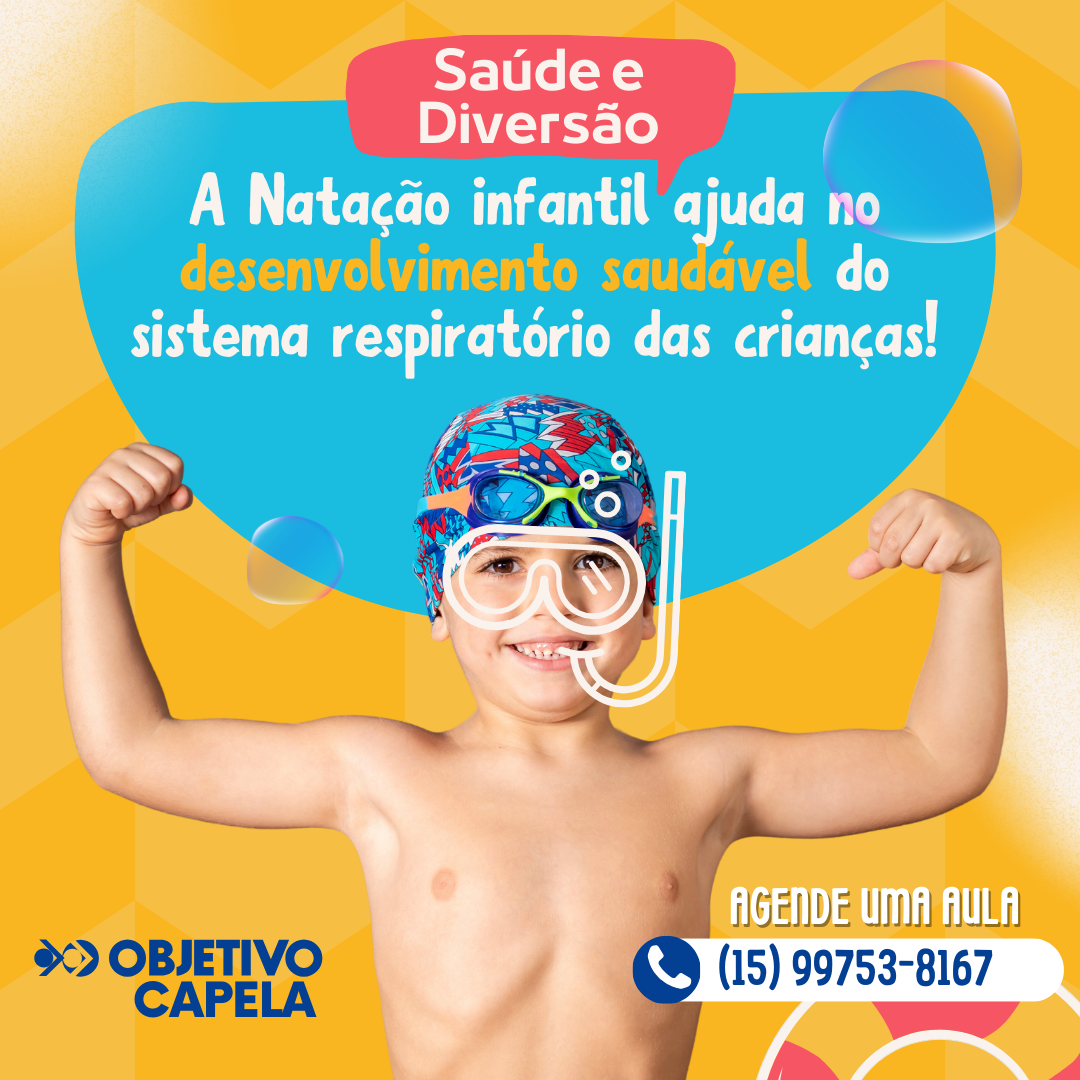 Saúde e
Diversão
A Natação infantil ajuda no
desenvolvimento saudável do
sistema respiratório das crianças!
AGENDE UMA AULA
(15) 99753-8167
OBJETIVO
CAPELA